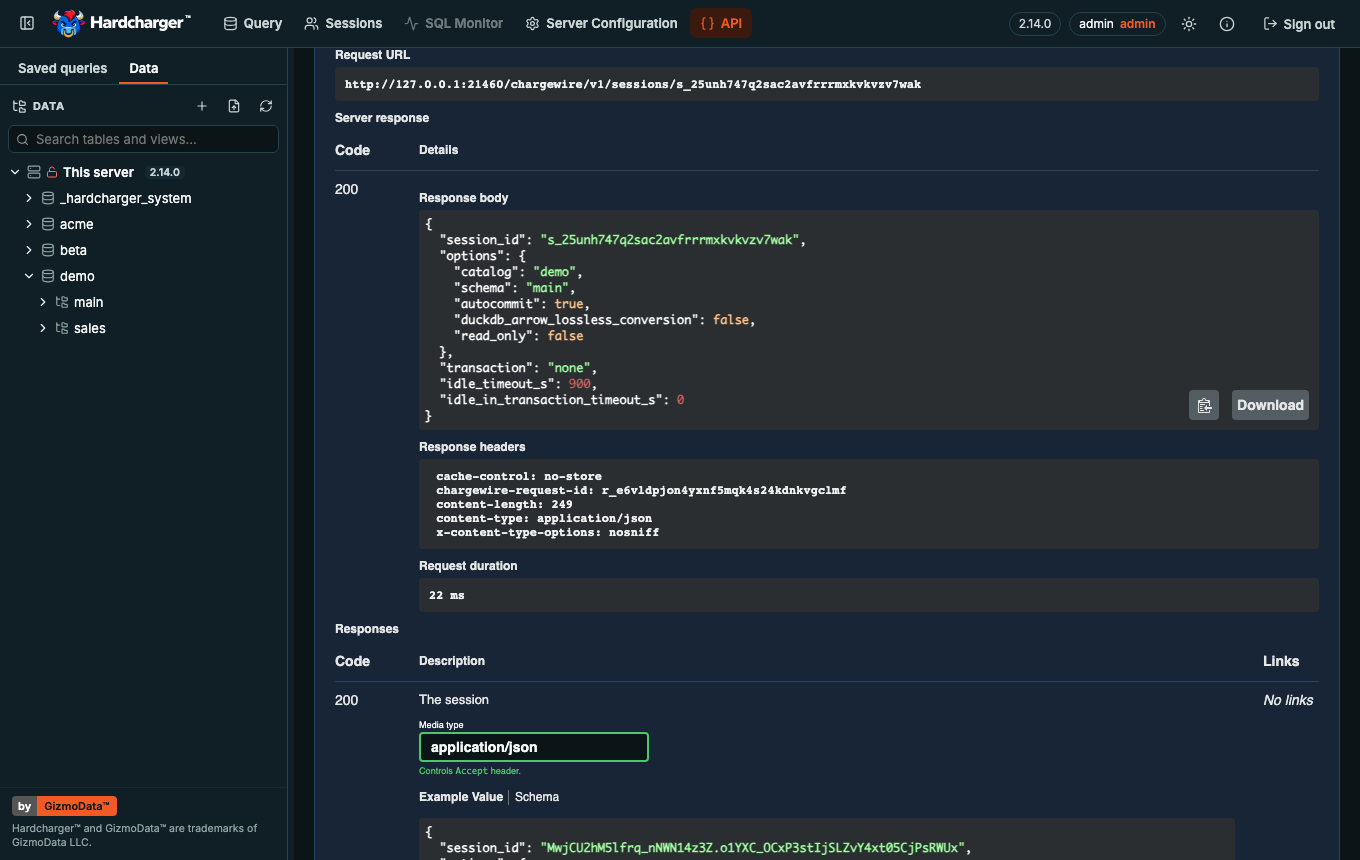 Hardcharger™
Query
Sessions
SQL Monitor
Server Configuration
{ } API
2.14.0
admin admin
Sign out
Saved queries
Data
DATA
Search tables and views...
This server 2.14.0
_hardcharger_system
acme
beta
demo
main
sales
by GizmoData™
Hardcharger™ and GizmoData™ are trademarks of
GizmoData LLC.
Request URL
http://127.0.0.1:21460/chargewire/v1/sessions/s_25unh747q2sac2avfrrrmxkvkvzv7wak
Server response
Code Details
200
Response body
{
"session_id": "s_25unh747q2sac2avfrrrmxkvkvzv7wak",
"options": {
"catalog": "demo",
"schema": "main",
"autocommit": true,
"duckdb_arrow_lossless_conversion": false,
"read_only": false
},
"transaction": "none",
"idle_timeout_s": 900,
"idle_in_transaction_timeout_s": 0
}
Download
Response headers
cache-control: no-store
chargewire-request-id: r_e6vldpjon4yxnf5mqk4s24kdnkvgclmf
content-length: 249
content-type: application/json
x-content-type-options: nosniff
Request duration
22 ms
Responses
Code Description Links
200 The session No links
Media type
application/json
Controls Accept header.
Example Value Schema
{
"session_id": "MwjCU2hM5lfrq_nNWN14z3Z.o1YXC_OCxP3stIjSLZvY4xt05CjPsRWUx",